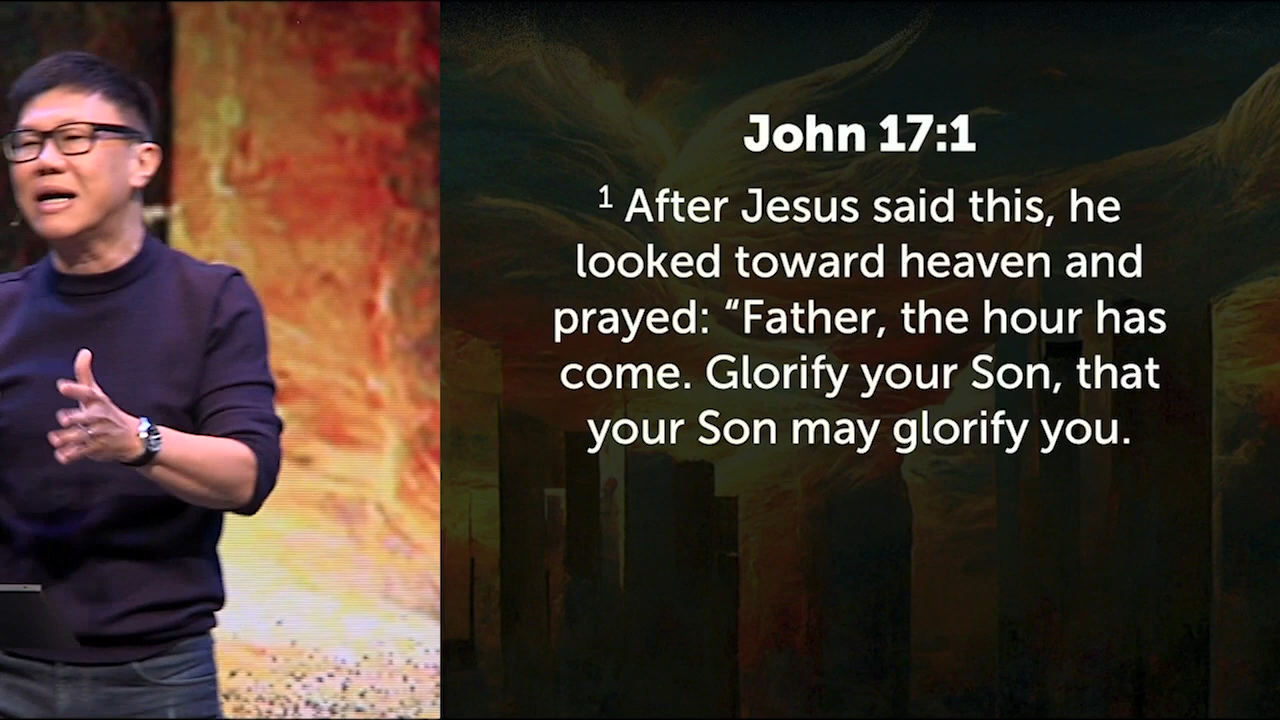 John 17:1
1 After Jesus said this, he
looked toward heaven and
prayed: “Father, the hour has
come. Glorify your Son, that
your Son may glorify you.